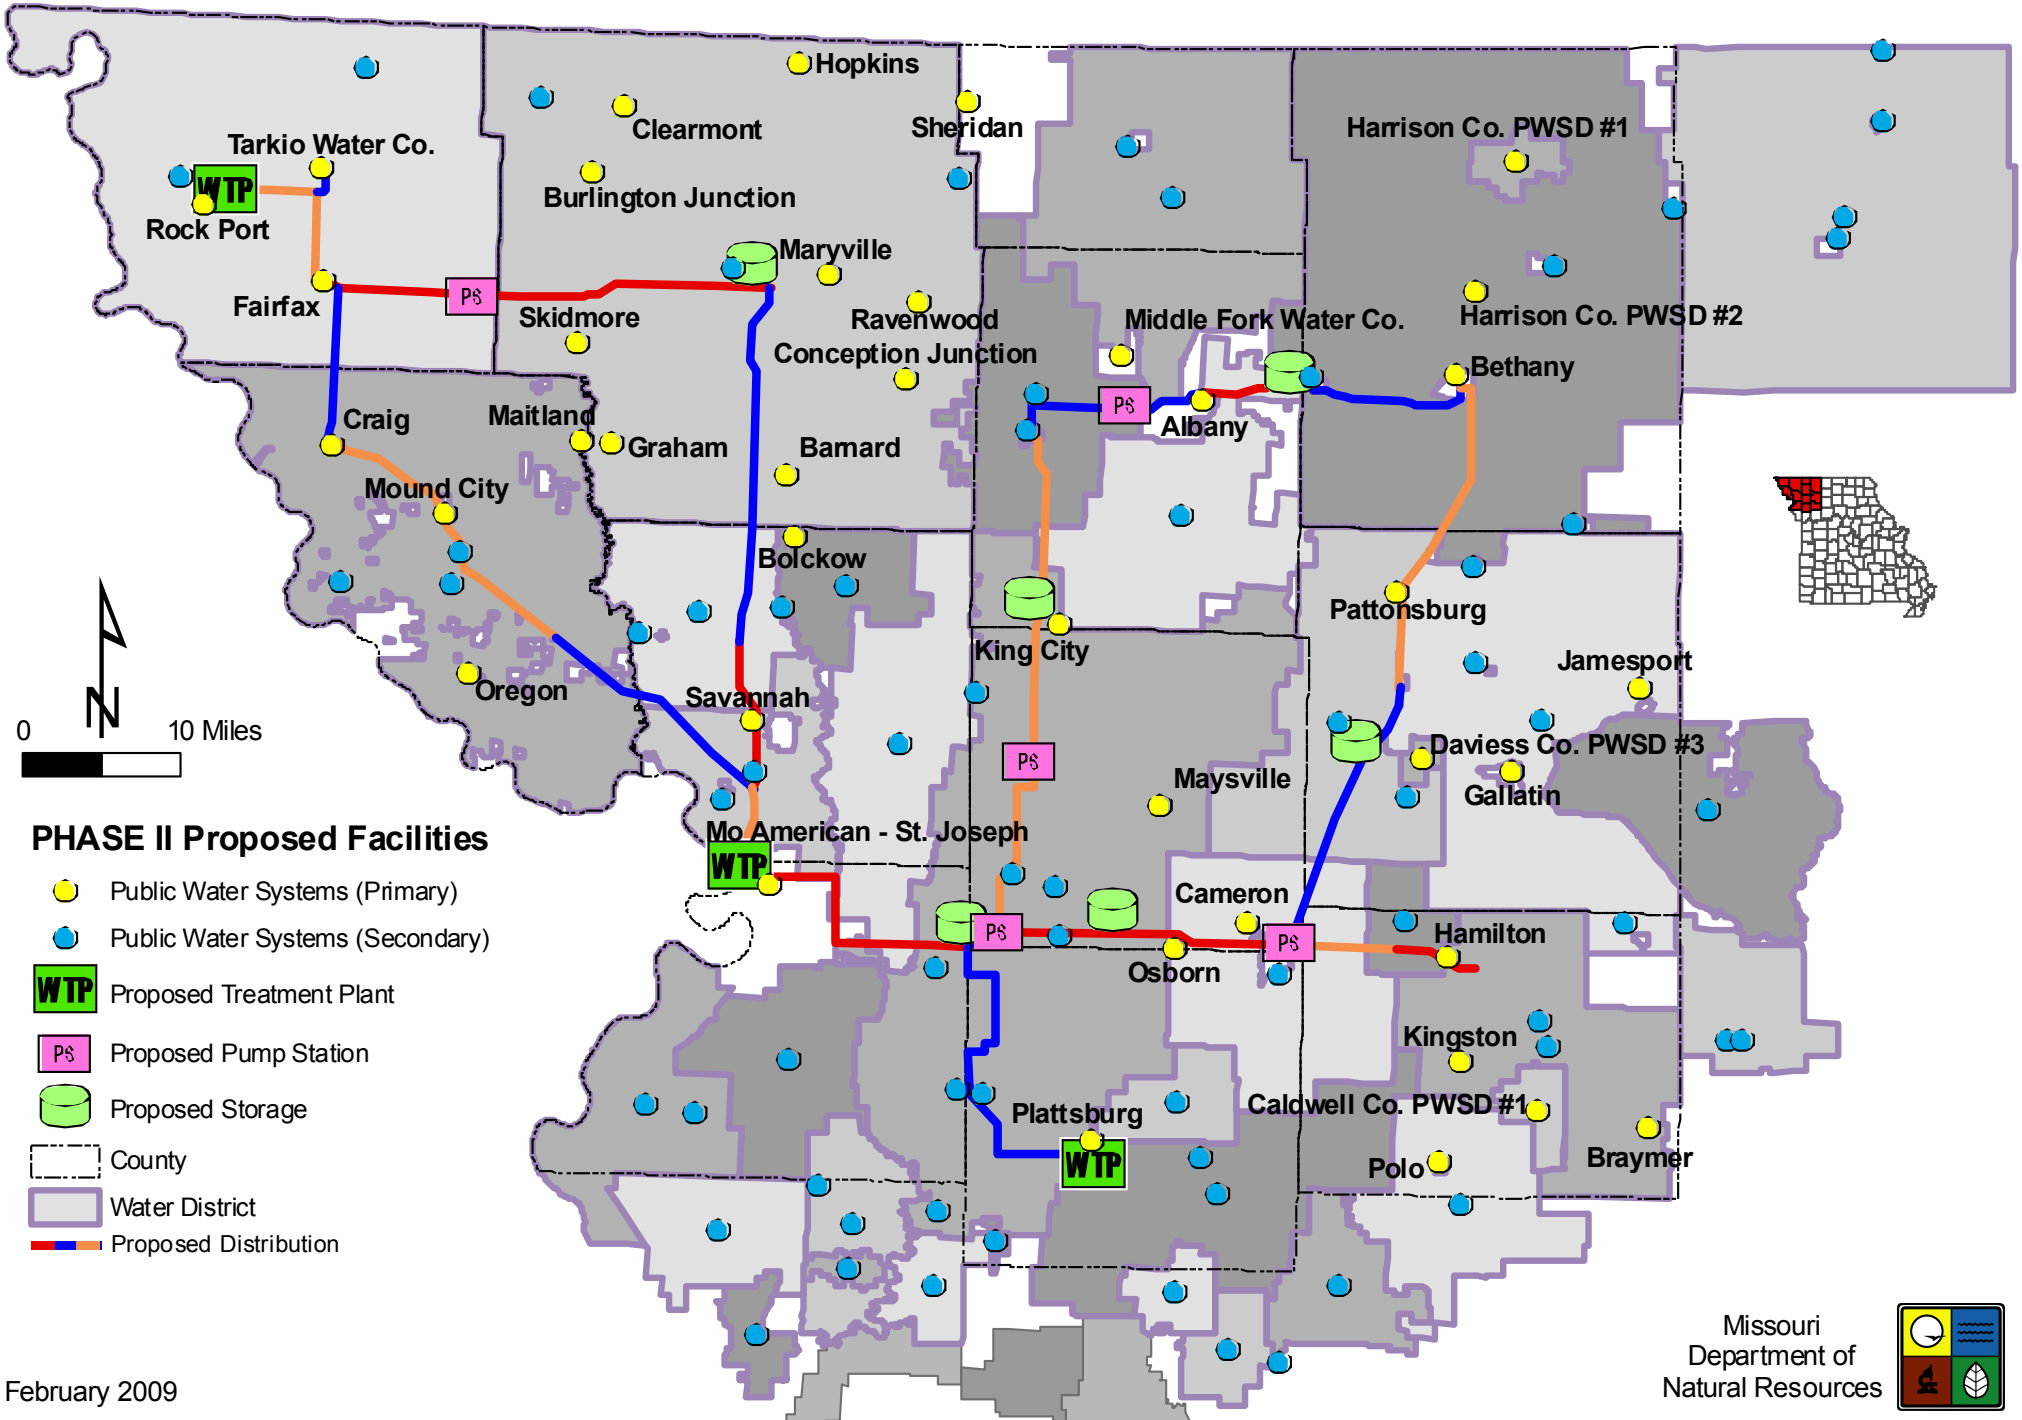 Hopkins
Clearmont
Sheridan
Harrison Co. PWSD #1
Tarkio Water Co.
WTP
Burlington Junction
Rock Port
Maryville
PS
Fairfax
Skidmore
Ravenwood
Middle Fork Water Co.
Harrison Co. PWSD #2
Conception Junction
Bethany
PS
Craig
Maitland
Albany
Graham
Barnard
Mound City
Bolckow
Pattonsburg
King City
Jamesport
Oregon
Savannah
N
0 10 Miles
Daviess Co. PWSD #3
PS
Maysville
Gallatin
Mo American - St. Joseph
WTP
Cameron
PS
PS
Hamilton
Osborn
Kingston
Plattsburg
Caldwell Co. PWSD #1
WTP
Polo
Braymer
PHASE II Proposed Facilities
Public Water Systems (Primary)
Public Water Systems (Secondary)
WTP Proposed Treatment Plant
PS Proposed Pump Station
Proposed Storage
County
Water District
Proposed Distribution
Missouri
Department of
Natural Resources
February 2009